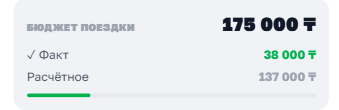 БЮДЖЕТ ПОЕЗДКИ 175 000 ₸
✓ Факт 38 000 ₸
Расчётное 137 000 ₸